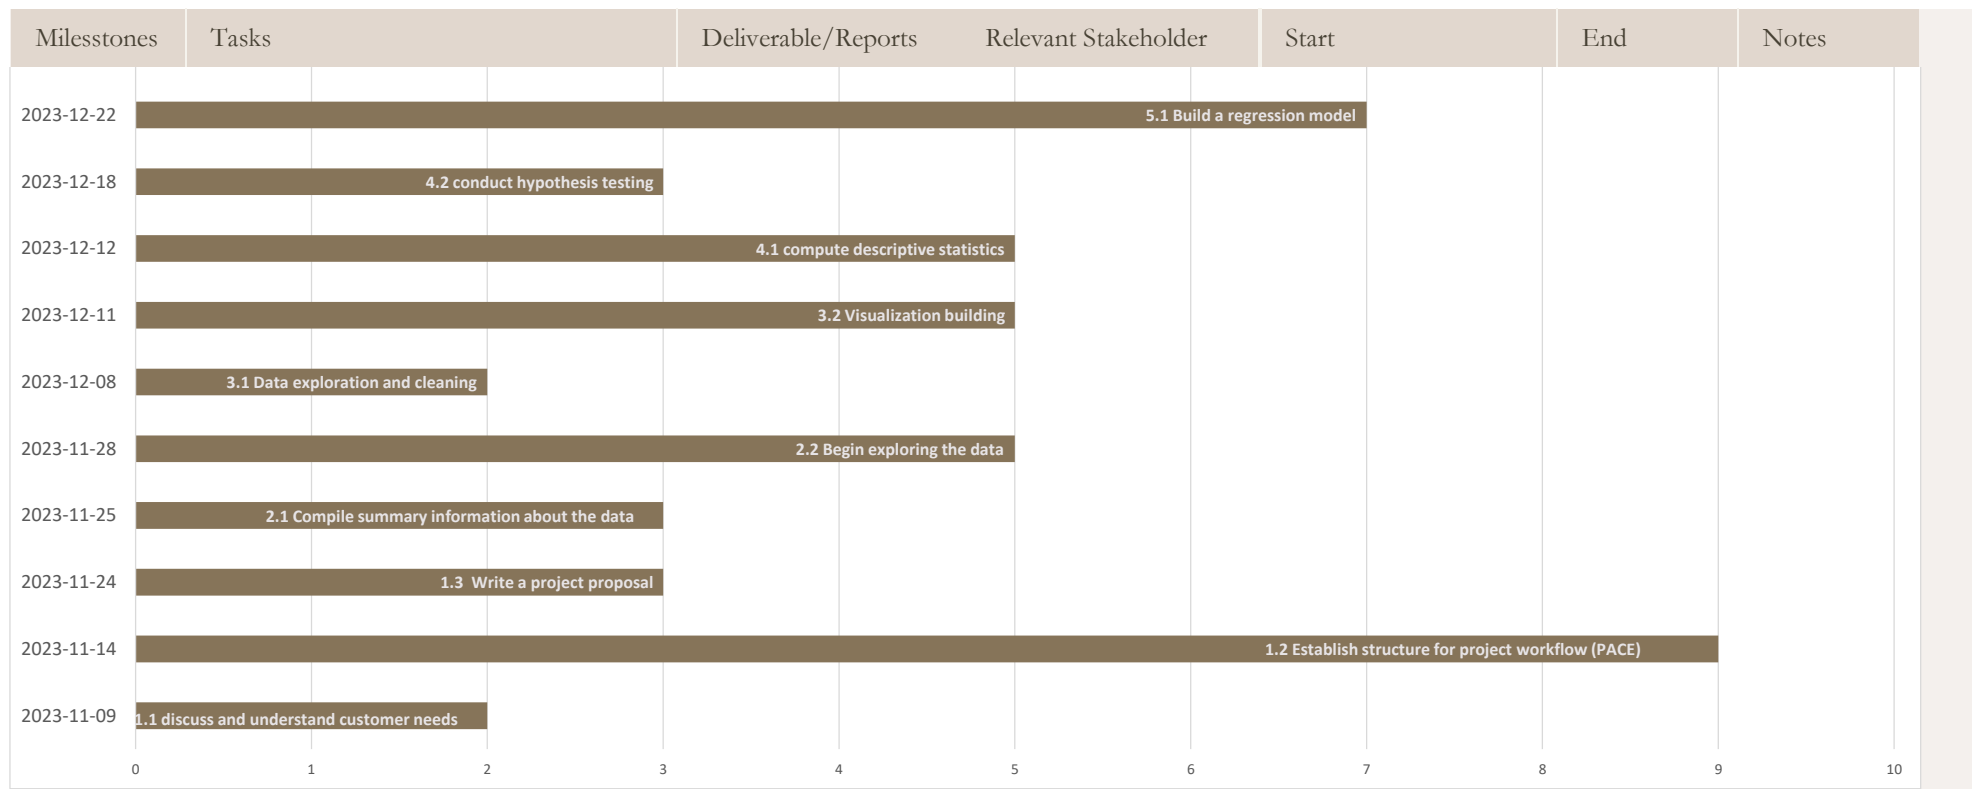 Milesstones Tasks Deliverable/Reports Relevant Stakeholder Start End Notes
2023-12-22 5.1 Build a regression model
2023-12-18 4.2 conduct hypothesis testing
2023-12-12 4.1 compute descriptive statistics
2023-12-11 3.2 Visualization building
2023-12-08 3.1 Data exploration and cleaning
2023-11-28 2.2 Begin exploring the data
2023-11-25 2.1 Compile summary information about the data
2023-11-24 1.3 Write a project proposal
2023-11-14 1.2 Establish structure for project workflow (PACE)
2023-11-09 1.1 discuss and understand customer needs
0 1 2 3 4 5 6 7 8 9 10